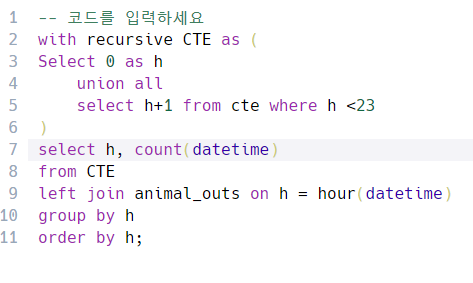 1 -- 코드를 입력하세요
2 with recursive CTE as (
3 Select 0 as h
4     union all
5     select h+1 from cte where h <23
6 )
7 select h, count(datetime)
8 from CTE
9 left join animal_outs on h = hour(datetime)
10 group by h
11 order by h;